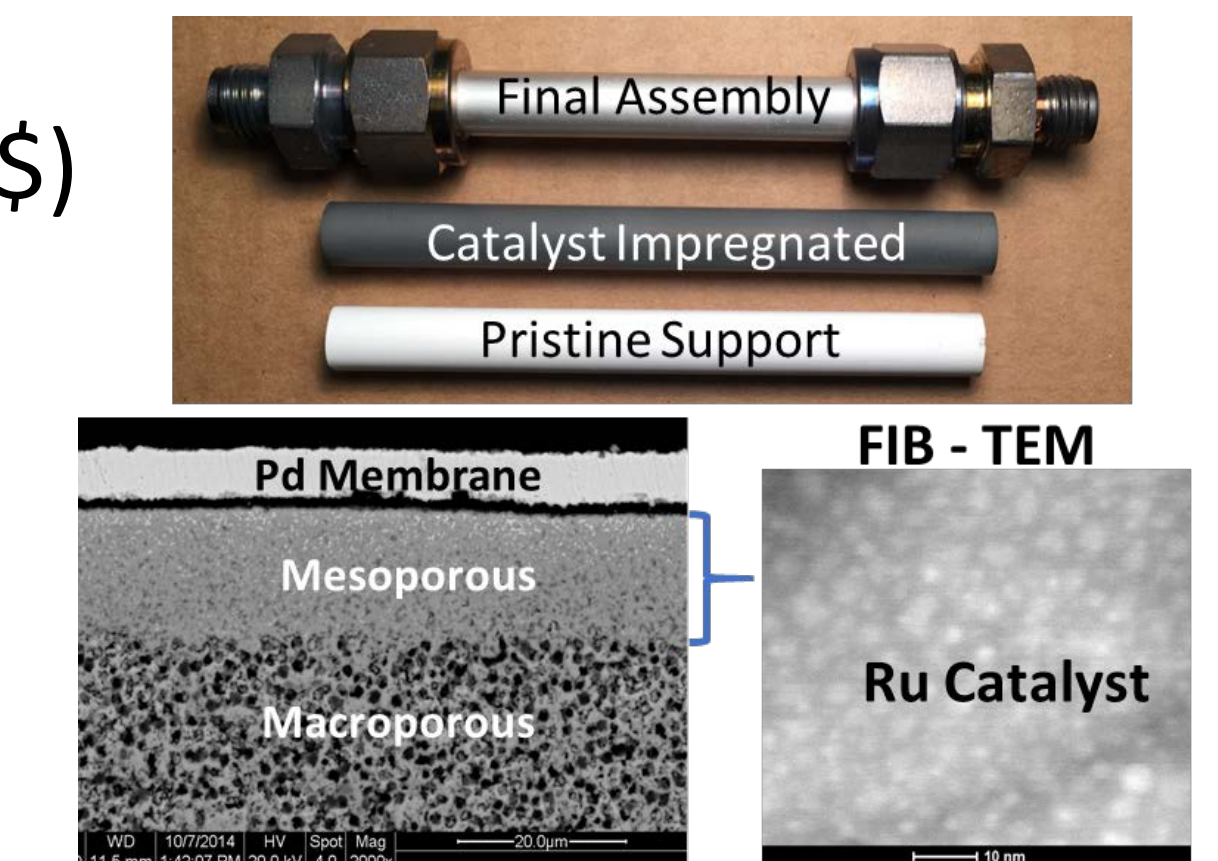 $)
Final Assembly
Catalyst Impregnated
Pristine Support
FIB - TEM
Pd Membrane
Mesoporous
Macroporous
Ru Catalyst
WD 10/7/2014 HV Spot Mag 20.0μm
10 nm